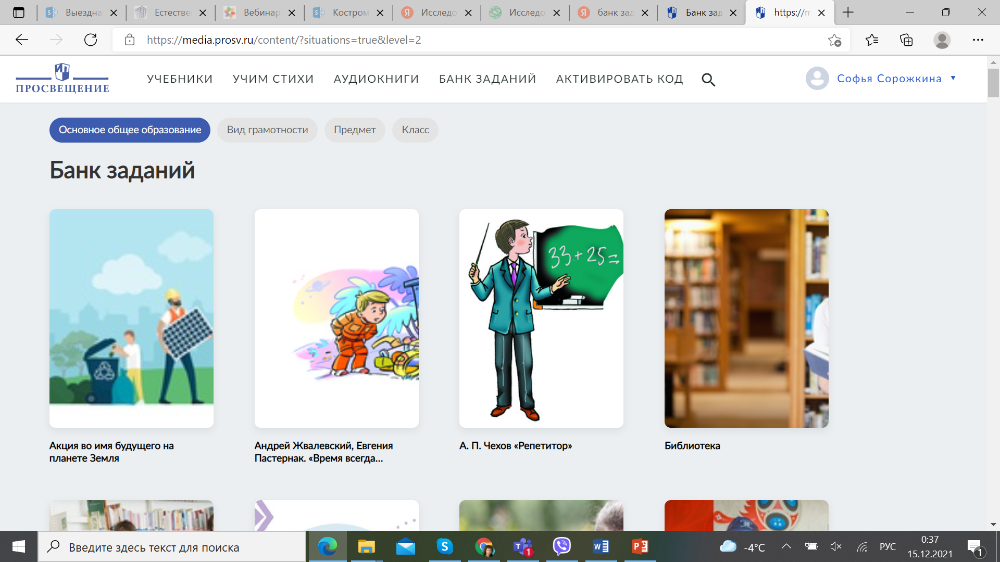 Выездна
Естестве
Вебинар
Костром
Исследо
Исследо
банк зад
Банк зад
https://m
https://media.prosv.ru/content/?situations=true&level=2
ПРОСВЕЩЕНИЕ
УЧЕБНИКИ
УЧИМ СТИХИ
АУДИОКНИГИ
БАНК ЗАДАНИЙ
АКТИВИРОВАТЬ КОД
Софья Сорожкина
Основное общее образование
Вид грамотности
Предмет
Класс
Банк заданий
33+25=
Акция во имя будущего на
планете Земля
Андрей Жвалевский, Евгения
Пастернак. «Время всегда...
А. П. Чехов «Репетитор»
Библиотека
Введите здесь текст для поиска
1
-4°C
РУС
0:37
15.12.2021
1